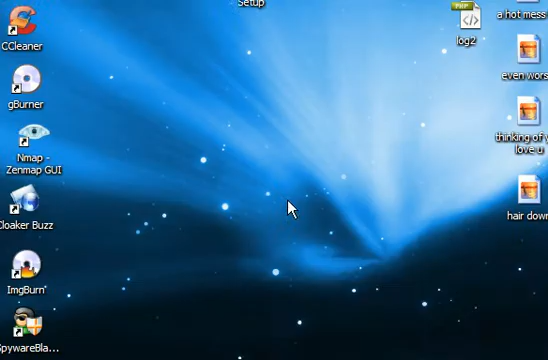 Setup
CCleaner
gBurner
Nmap -
Zenmap GUI
Cloaker Buzz
ImgBurn
SpywareBla...
PHP
log2
a hot mess
even wors
thinking of
love u
hair down